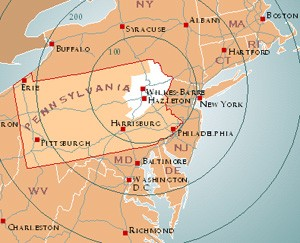 NY
BOSTON
ALBANY
MA
SYRACUSE
200
BUFFALO
HARTFORD
RI
100
CT
ERIE
WILKES-BARRE
HAZLETON
NEW YORK
PENNSYLVANIA
HARRISBURG
PHILADELPHIA
PITTSBURGH
NJ
MD
BALTIMORE
DE
WASHINGTON
D.C.
WV
CHARLESTON
RICHMOND